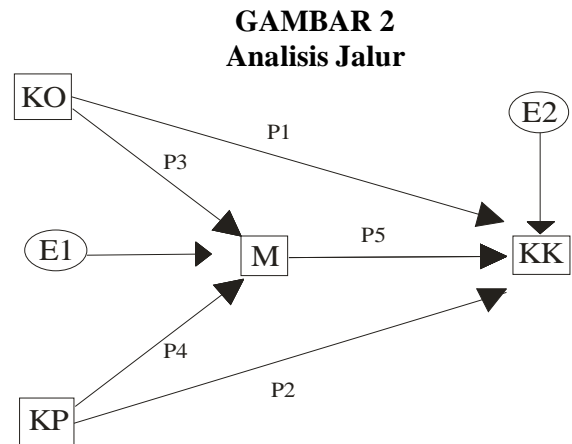 GAMBAR 2
Analisis Jalur
KO
E2
P1
P3
E1
M
P5
KK
P4
P2
KP